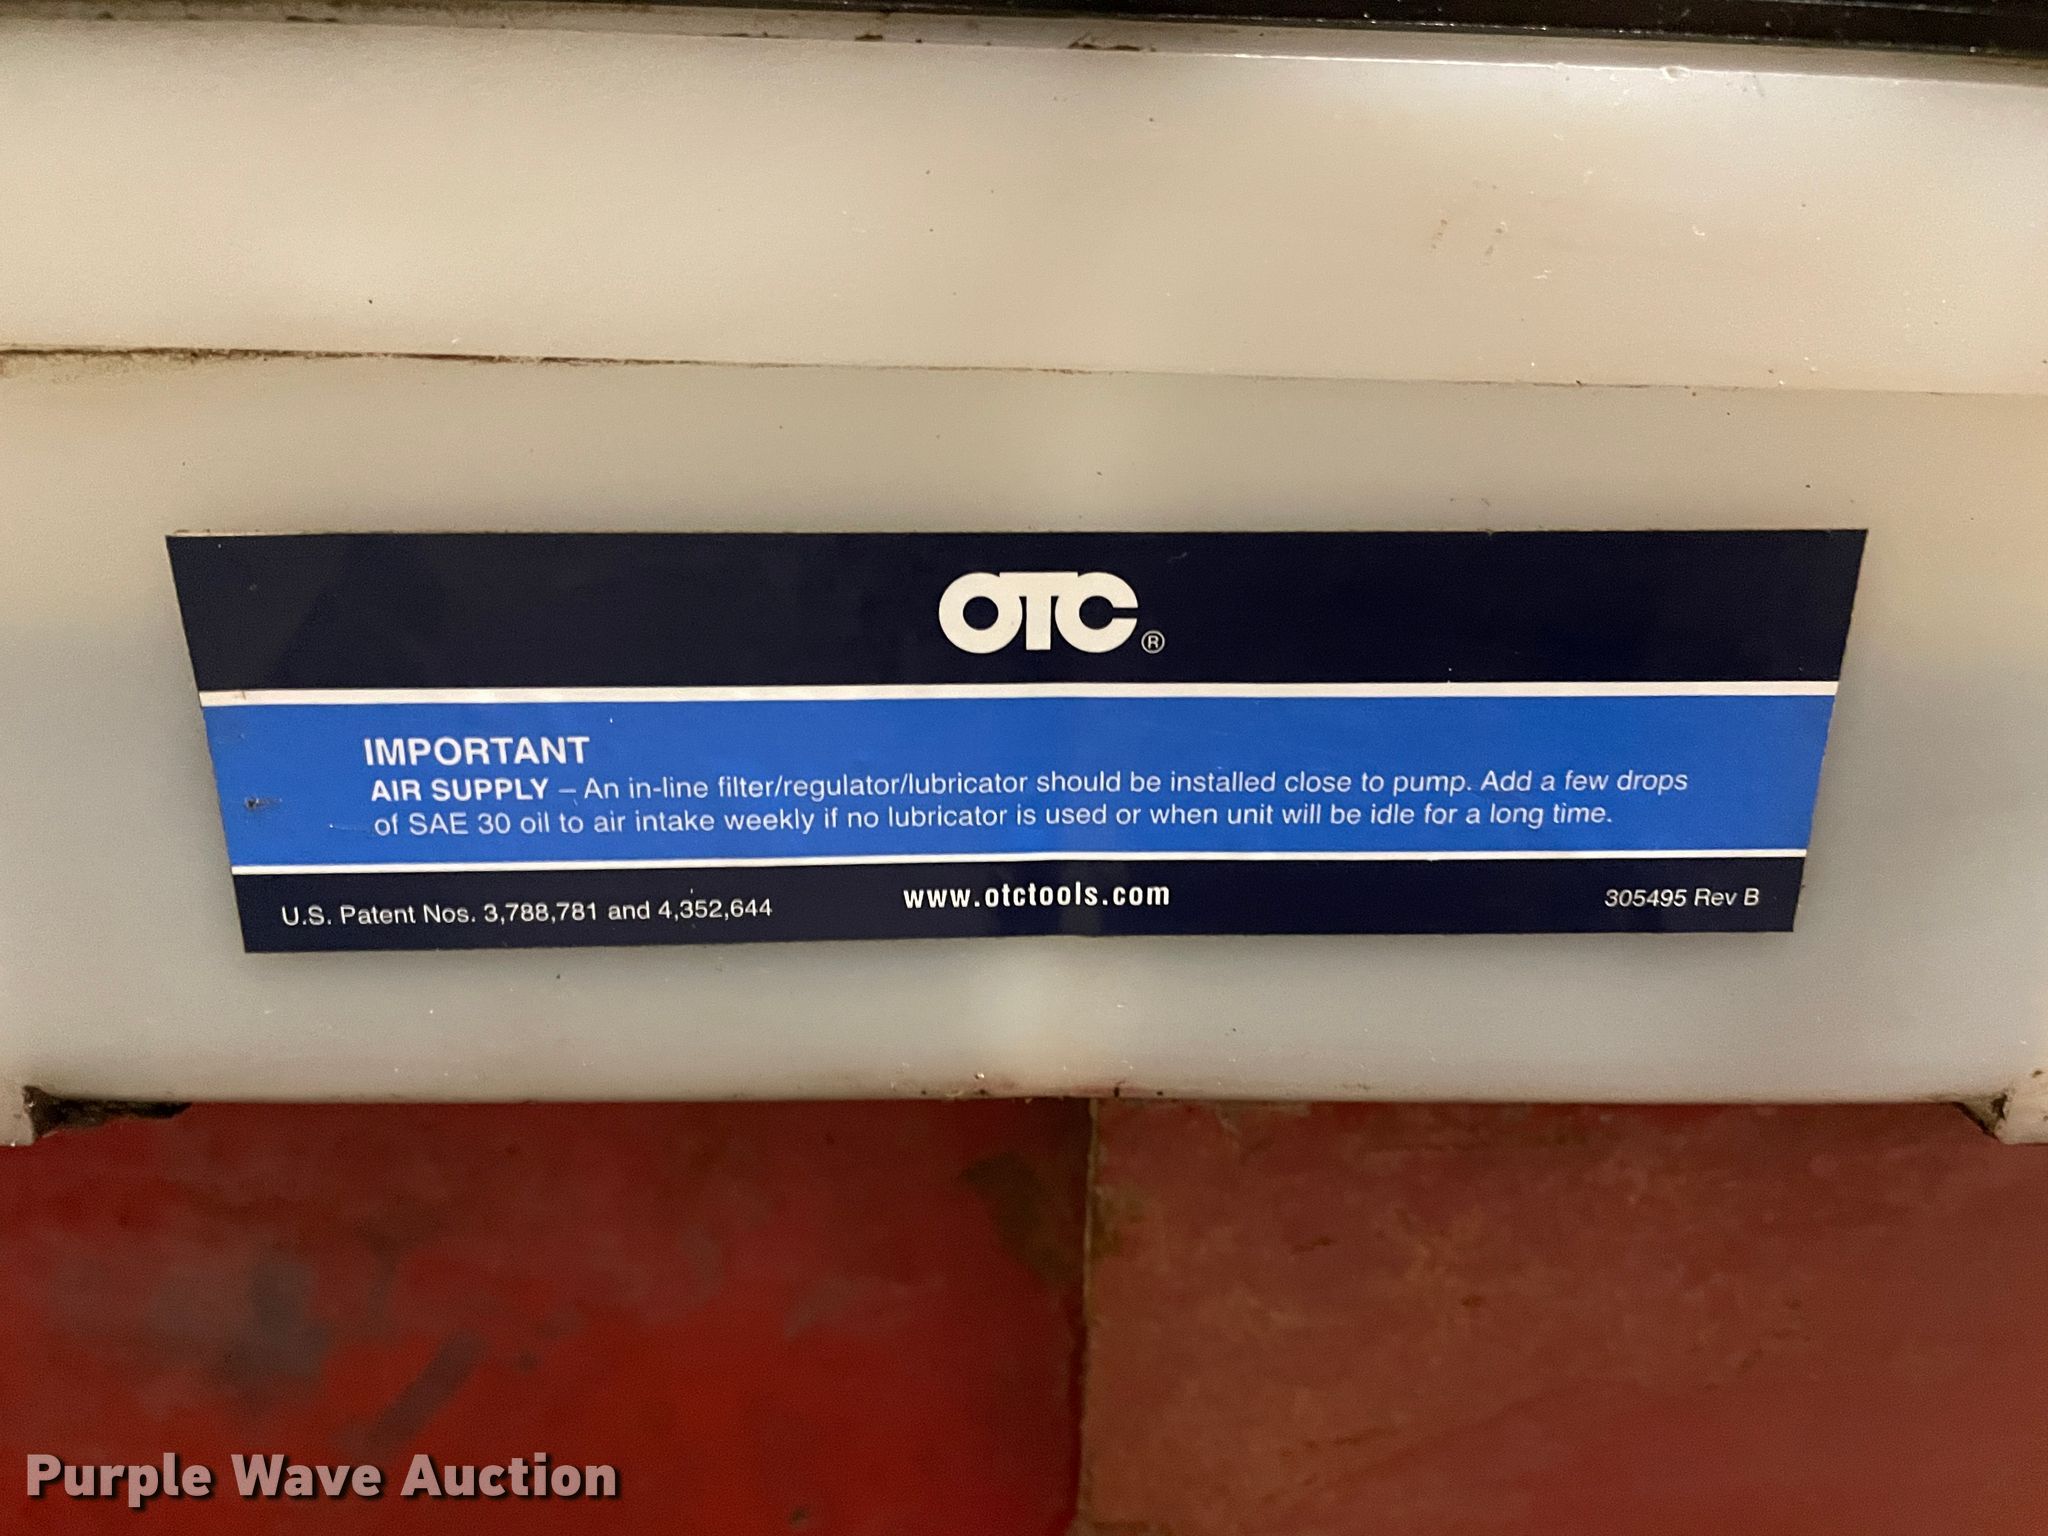 OTC®
IMPORTANT
AIR SUPPLY – An in-line filter/regulator/lubricator should be installed close to pump. Add a few drops
of SAE 30 oil to air intake weekly if no lubricator is used or when unit will be idle for a long time.
U.S. Patent Nos. 3,788,781 and 4,352,644
www.otctools.com
305495 Rev B
Purple Wave Auction